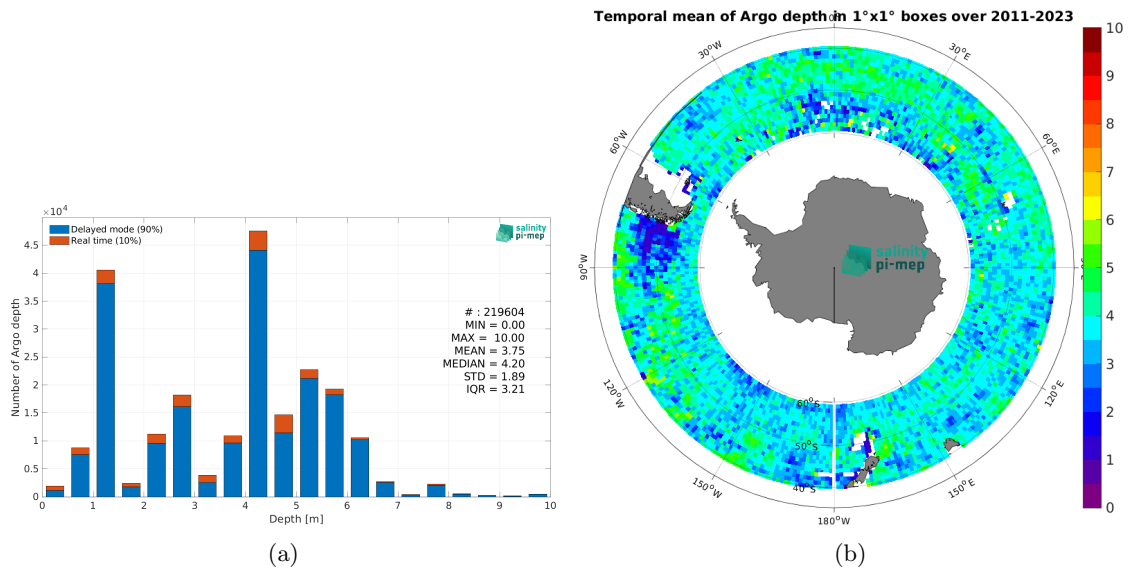 Temporal mean of Argo depth in 1°x1° boxes over 2011-2023
×10⁴
4.5
4
3.5
3
2.5
2
1.5
1
0.5
0
Number of Argo depth
Delayed mode (90%)
Real time (10%)
salinity
pi-mep
# : 219604
MIN = 0.00
MAX = 10.00
MEAN = 3.75
MEDIAN = 4.20
STD = 1.89
IQR = 3.21
0 1 2 3 4 5 6 7 8 9 10
Depth [m]
(a)
30°W
30°E
60°W
60°E
90°W
120°W
120°E
150°W
150°E
180°W
60°S
50°S
40°S
salinity
pi-mep
10
9
8
7
6
5
4
3
2
1
0
(b)